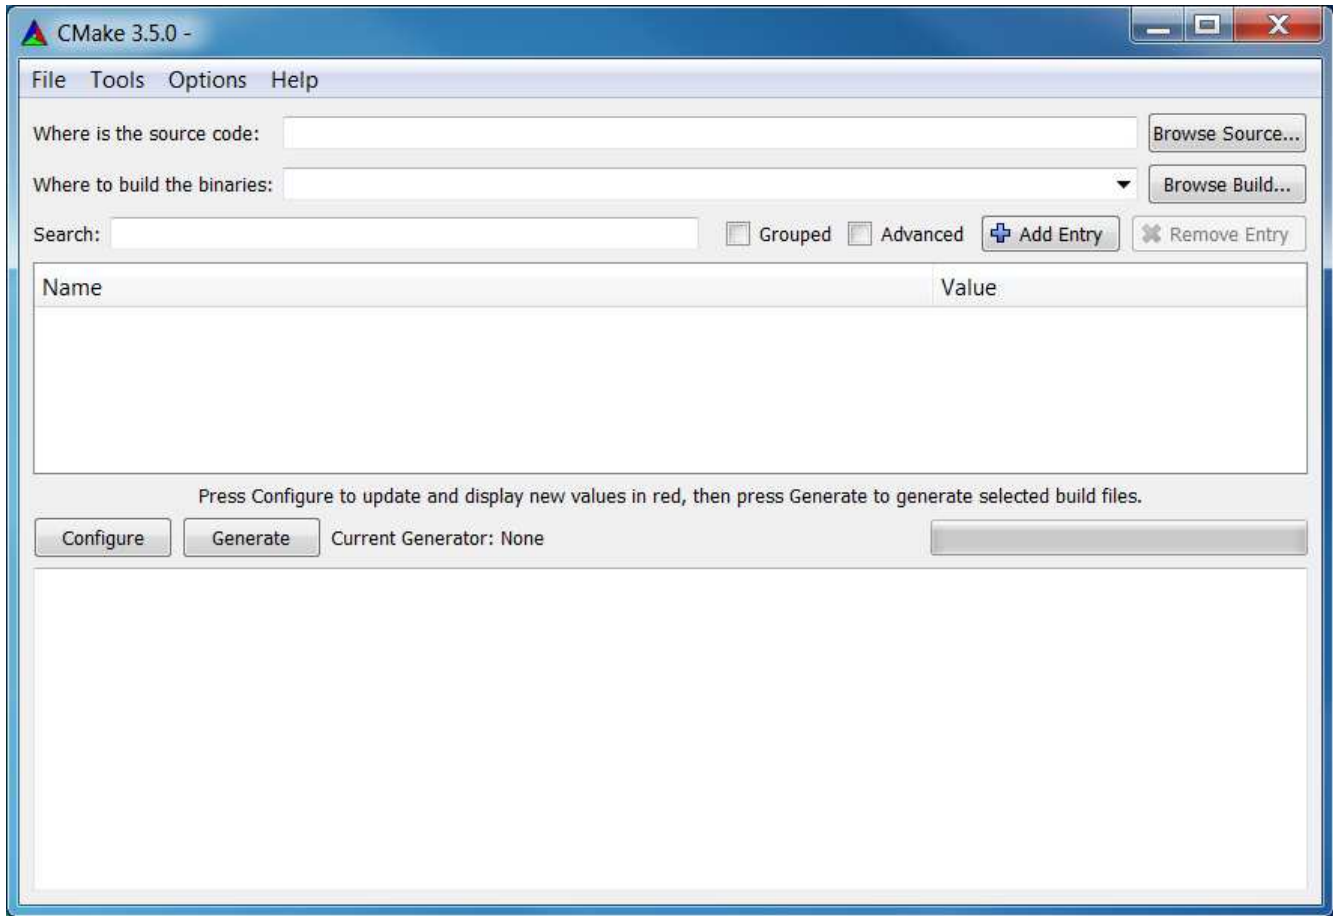 CMake 3.5.0 -
File Tools Options Help
Where is the source code: Browse Source...
Where to build the binaries: Browse Build...
Search: Grouped Advanced Add Entry Remove Entry
Name Value
Press Configure to update and display new values in red, then press Generate to generate selected build files.
Configure Generate Current Generator: None